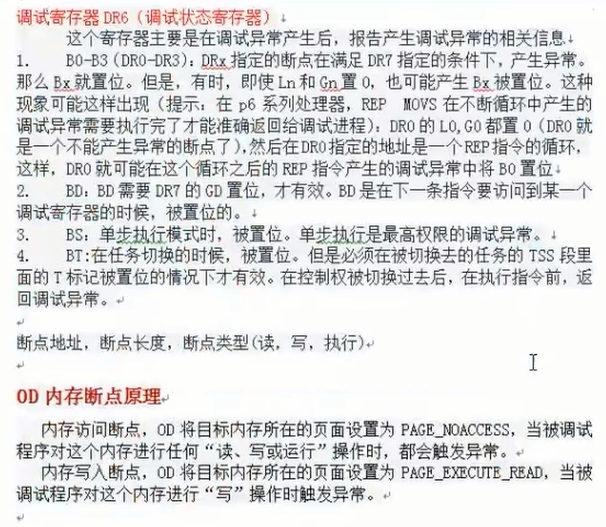 调试寄存器 DR6（调试状态寄存器）
这个寄存器主要是在调试异常产生后，报告产生调试异常的相关信息
1. B0-B3（DR0-DR3）：DRx 指定的断点在满足 DR7 指定的条件下，产生异常。
那么 Bx 就置位。但是，有时，即使 Ln 和 Gn 置 0，也可能产生 Bx 被置位。这种
现象可能这样出现（提示：在 p6 系列处理器，REP MOVS 在不断循环中产生的
调试异常需要执行完了才能准确返回给调试进程）：DR0 的 L0,G0 都置 0（DR0 就
是一个不能产生异常的断点了）,然后在 DR0 指定的地址是一个 REP 指令的循环，
这样，DR0 就可能在这个循环之后的 REP 指令产生的调试异常中将 B0 置位
2. BD：BD 需要 DR7 的 GD 置位，才有效。BD 是在下一条指令要访问到某一个
调试寄存器的时候，被置位的。
3. BS：单步执行模式时，被置位。单步执行是最高权限的调试异常。
4. BT:在任务切换的时候，被置位。但是必须在被切换去的任务的 TSS 段里
面的 T 标记被置位的情况下才有效。在控制权被切换过去后，在执行指令前，返
回调试异常。
断点地址，断点长度，断点类型(读，写，执行)
OD 内存断点原理
内存访问断点，OD 将目标内存所在的页面设置为 PAGE_NOACCESS，当被调试
程序对这个内存进行任何“读、写或运行”操作时，都会触发异常。
内存写入断点，OD 将目标内存所在的页面设置为 PAGE_EXECUTE_READ，当被
调试程序对这个内存进行“写”操作时触发异常。